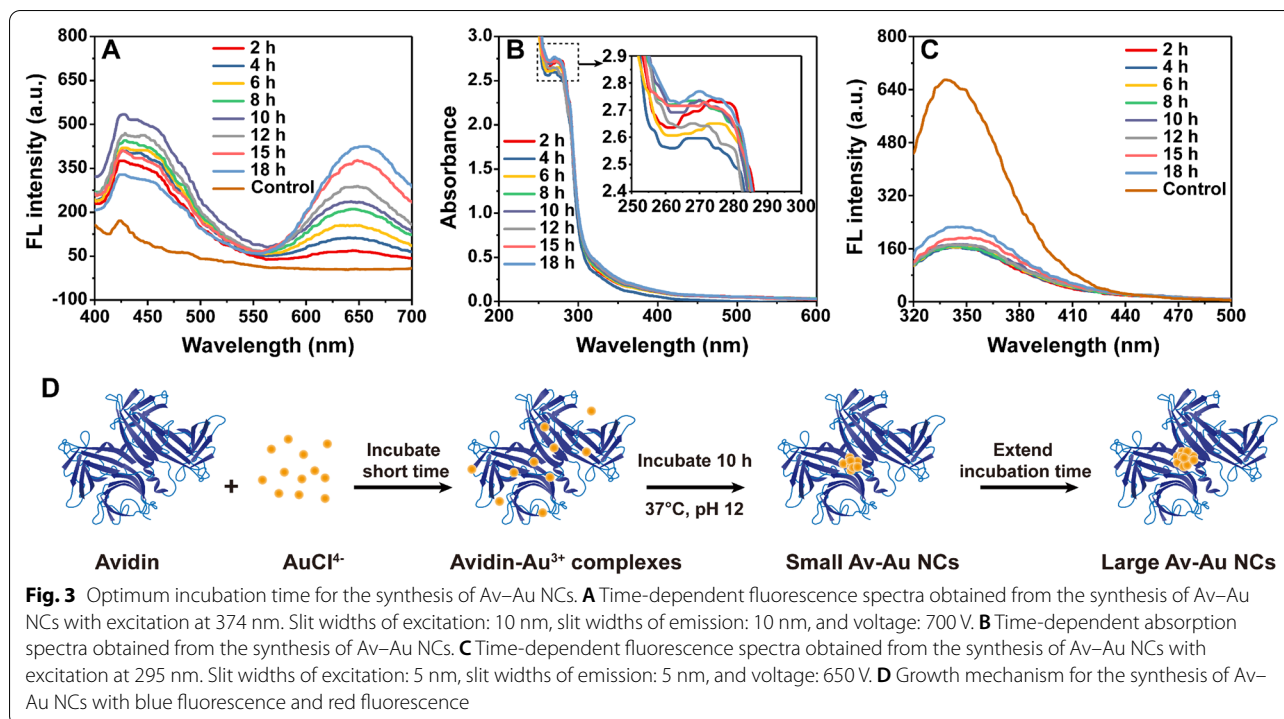 A
FL intensity (a.u.)
800
650
500
350
200
50
-100
400 450 500 550 600 650 700
Wavelength (nm)
2 h
4 h
6 h
8 h
10 h
12 h
15 h
18 h
Control
B
Absorbance
3.0
2.5
2.0
1.5
1.0
0.5
0.0
200 300 400 500 600
Wavelength (nm)
2 h
4 h
6 h
8 h
10 h
12 h
15 h
18 h
2.9
2.8
2.7
2.6
2.5
2.4
250 260 270 280 290 300
C
FL intensity (a.u.)
800
640
480
320
160
0
320 350 380 410 440 470 500
Wavelength (nm)
2 h
4 h
6 h
8 h
10 h
12 h
15 h
18 h
Control
D
+
Incubate
short time
Incubate 10 h
37°C, pH 12
Extend
incubation time
Avidin
AuCl⁴⁻
Avidin-Au³⁺ complexes
Small Av-Au NCs
Large Av-Au NCs
Fig. 3 Optimum incubation time for the synthesis of Av–Au NCs. A Time-dependent fluorescence spectra obtained from the synthesis of Av–Au
NCs with excitation at 374 nm. Slit widths of excitation: 10 nm, slit widths of emission: 10 nm, and voltage: 700 V. B Time-dependent absorption
spectra obtained from the synthesis of Av–Au NCs. C Time-dependent fluorescence spectra obtained from the synthesis of Av–Au NCs with
excitation at 295 nm. Slit widths of excitation: 5 nm, slit widths of emission: 5 nm, and voltage: 650 V. D Growth mechanism for the synthesis of Av–
Au NCs with blue fluorescence and red fluorescence